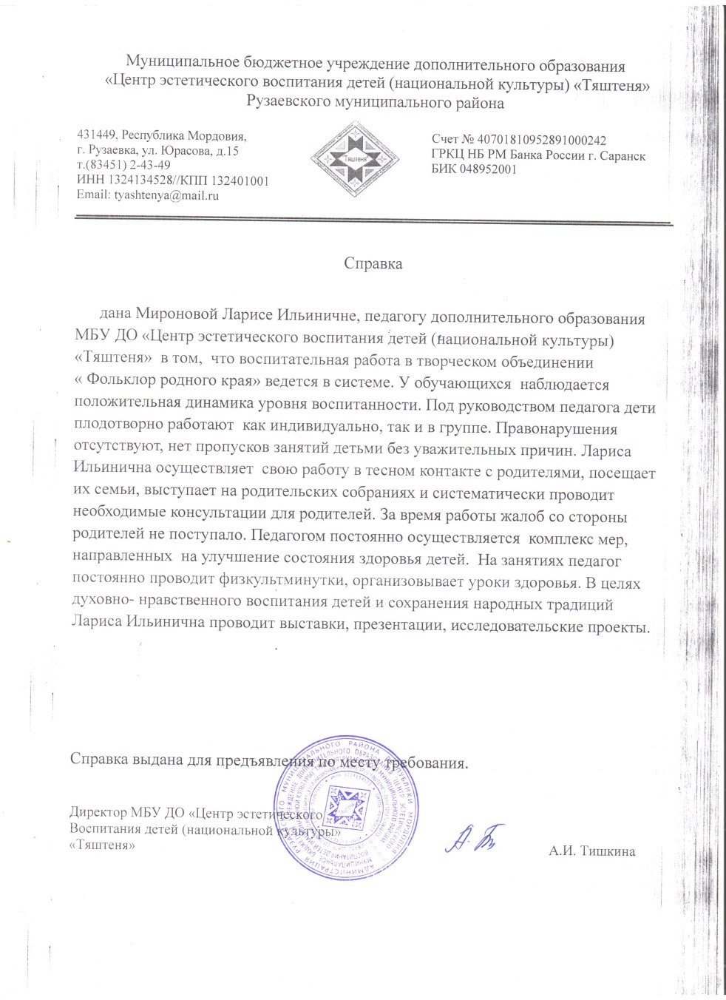 Муниципальное бюджетное учреждение дополнительного образования
«Центр эстетического воспитания детей (национальной культуры) «Тяштеня»
Рузаевского муниципального района
431449, Республика Мордовия,
г. Рузаевка, ул. Юрасова, д.15
т.(83451) 2-43-49
ИНН 1324134528//КПП 132401001
Email: tyashtenya@mail.ru
Тяштеня
Счет № 40701810952891000242
ГРКЦ НБ РМ Банка России г. Саранск
БИК 048952001
Справка
дана Мироновой Ларисе Ильиничне, педагогу дополнительного образования
МБУ ДО «Центр эстетического воспитания детей (национальной культуры)
«Тяштеня»  в том,  что воспитательная работа в творческом объединении
« Фольклор родного края» ведется в системе. У обучающихся  наблюдается
положительная динамика уровня воспитанности. Под руководством педагога дети
плодотворно работают  как индивидуально, так и в группе. Правонарушения
отсутствуют, нет пропусков занятий детьми без уважительных причин. Лариса
Ильинична осуществляет  свою работу в тесном контакте с родителями, посещает
их семьи, выступает на родительских собраниях и систематически проводит
необходимые консультации для родителей. За время работы жалоб со стороны
родителей не поступало. Педагогом постоянно осуществляется  комплекс мер,
направленных  на улучшение состояния здоровья детей.  На занятиях педагог
постоянно проводит физкультминутки, организовывает уроки здоровья. В целях
духовно- нравственного воспитания детей и сохранения народных традиций
Лариса Ильинична проводит выставки, презентации, исследовательские проекты.
Справка выдана для предъявления по месту требования.
Директор МБУ ДО «Центр эстетического
Воспитания детей (национальной культуры»
«Тяштеня»
А.И. Тишкина
АДМИНИСТРАЦИЯ РУЗАЕВСКОГО МУНИЦИПАЛЬНОГО РАЙОНА РЕСПУБЛИКИ МОРДОВИЯ